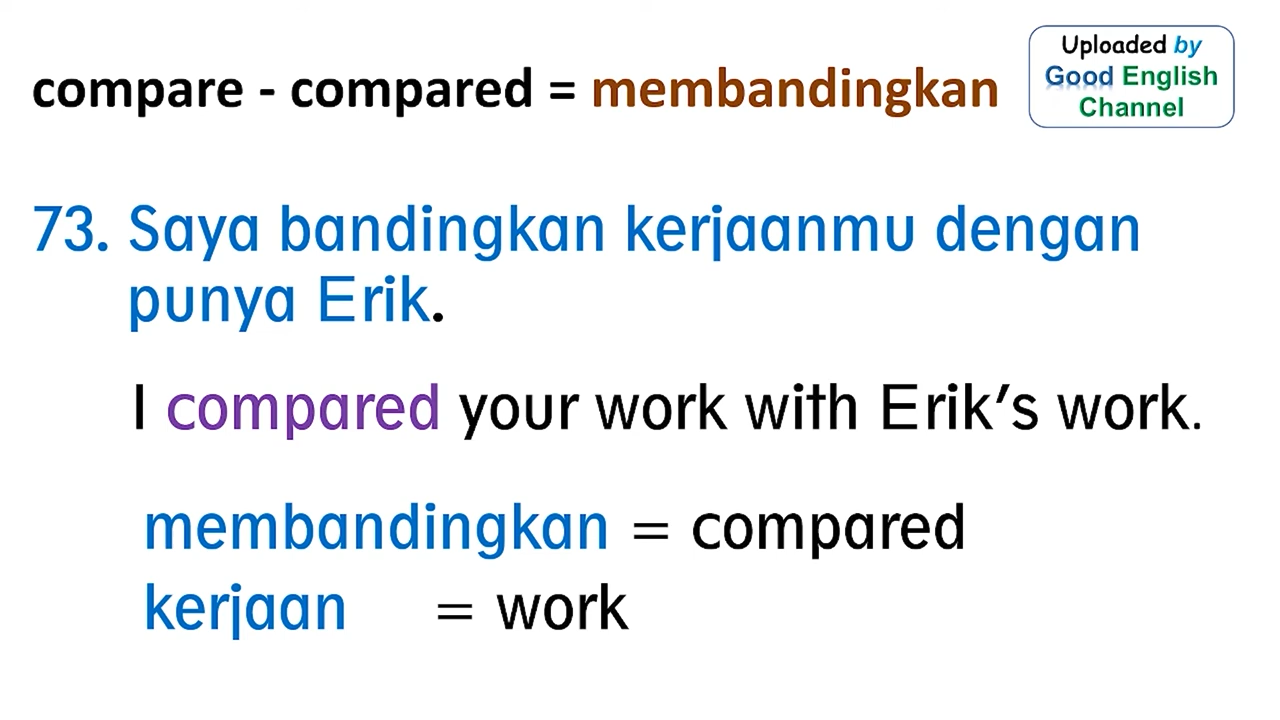 compare - compared = membandingkan
Uploaded by
Good English
Channel
73. Saya bandingkan kerjaanmu dengan
punya Erik.
I compared your work with Erik’s work.
membandingkan = compared
kerjaan = work